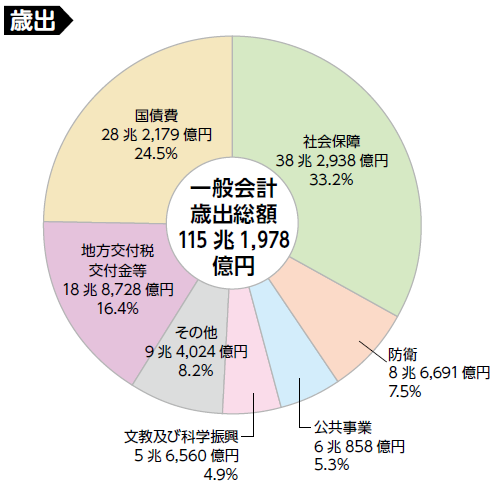 歳出
国債費
28 兆 2,179 億円
24.5%
社会保障
38 兆 2,938 億円
33.2%
一般会計
歳出総額
115 兆 1,978
億円
地方交付税
交付金等
18 兆 8,728 億円
16.4%
その他
9 兆 4,024 億円
8.2%
防衛
8 兆 6,691 億円
7.5%
文教及び科学振興
5 兆 6,560 億円
4.9%
公共事業
6 兆 858 億円
5.3%